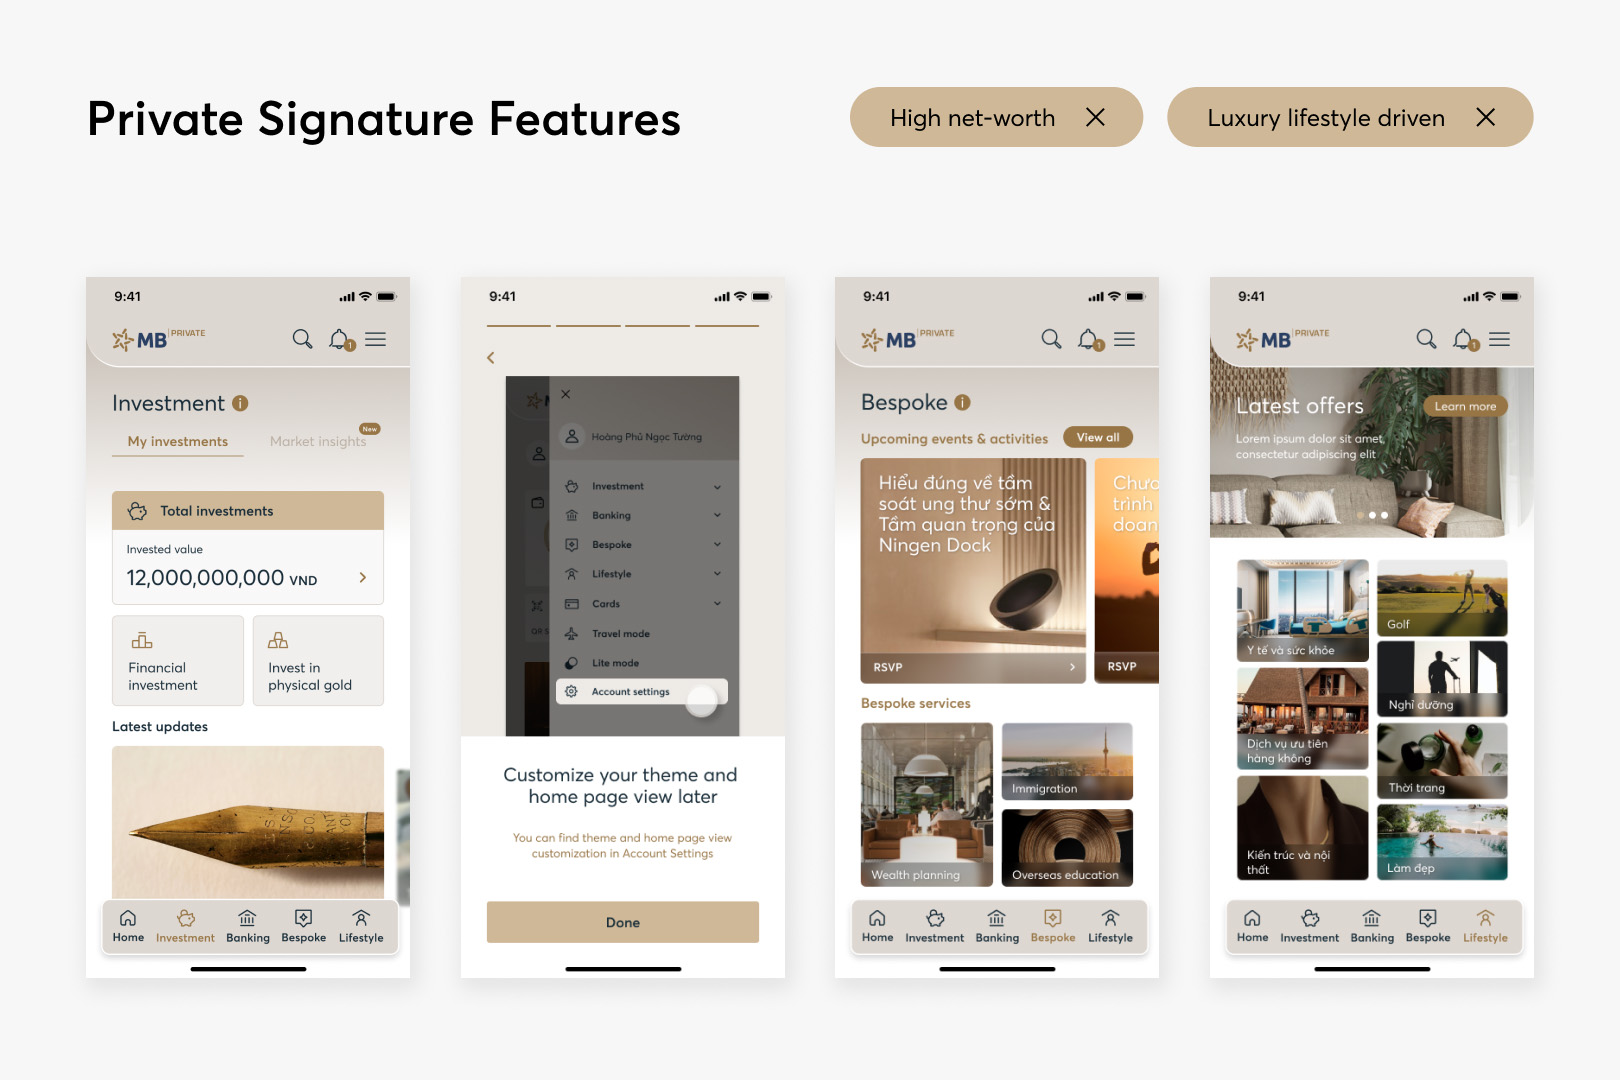 Private Signature Features
High net-worth
Luxury lifestyle driven
9:41
MB PRIVATE
1
Investment
My investments
Market insights
New
Total investments
Invested value
12,000,000,000 VND
Financial
investment
Invest in
physical gold
Latest updates
Home
Investment
Banking
Bespoke
Lifestyle
9:41
Hoàng Phủ Ngọc Tường
Investment
Banking
Bespoke
Lifestyle
Cards
Travel mode
Lite mode
Account settings
QR S
Customize your theme and
home page view later
You can find theme and home page view
customization in Account Settings
Done
9:41
MB PRIVATE
1
Bespoke
Upcoming events & activities
View all
Hiểu đúng về tầm
soát ung thư sớm &
Tầm quan trọng của
Ningen Dock
RSVP
Chươ
trình
doan
RSVP
Bespoke services
Wealth planning
Immigration
Overseas education
Home
Investment
Banking
Bespoke
Lifestyle
9:41
MB PRIVATE
1
Latest offers
Learn more
Lorem ipsum dolor sit amet,
consectetur adipiscing elit
Y tế và sức khỏe
Golf
Nghỉ dưỡng
Dịch vụ ưu tiên
hàng không
Thời trang
Kiến trúc và nội
thất
Làm đẹp
Home
Investment
Banking
Bespoke
Lifestyle